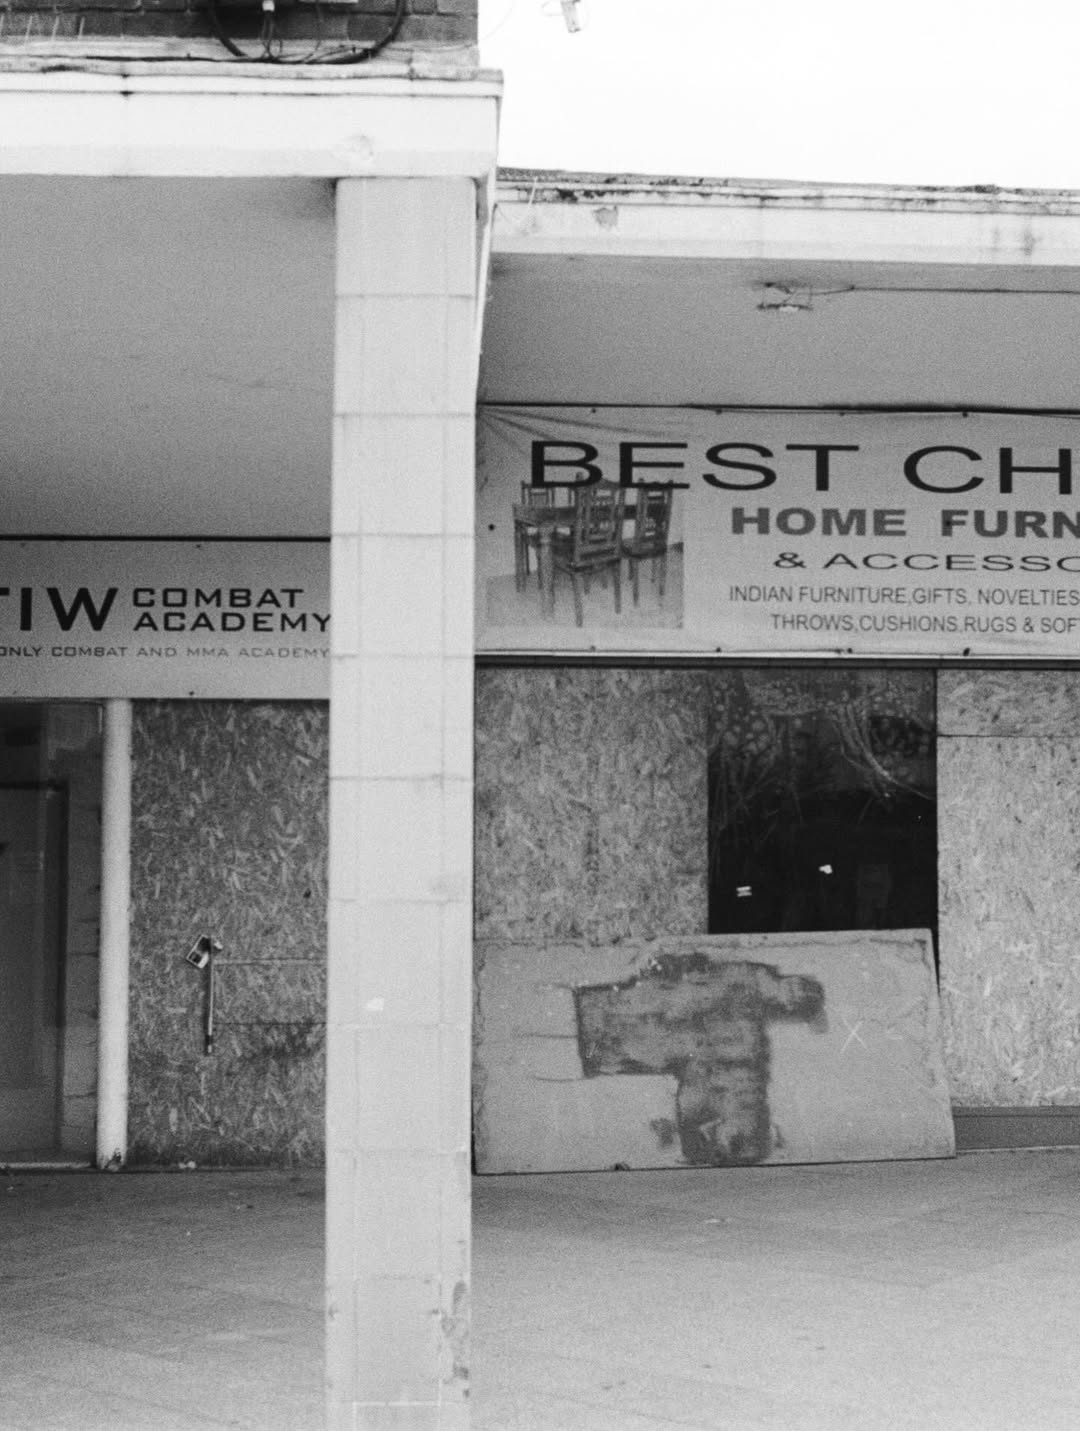 TIW COMBAT
ACADEMY
ONLY COMBAT AND MMA ACADEMY
BEST CH
HOME FURN
& ACCESSO
INDIAN FURNITURE,GIFTS, NOVELTIES
THROWS,CUSHIONS,RUGS & SOFT
X